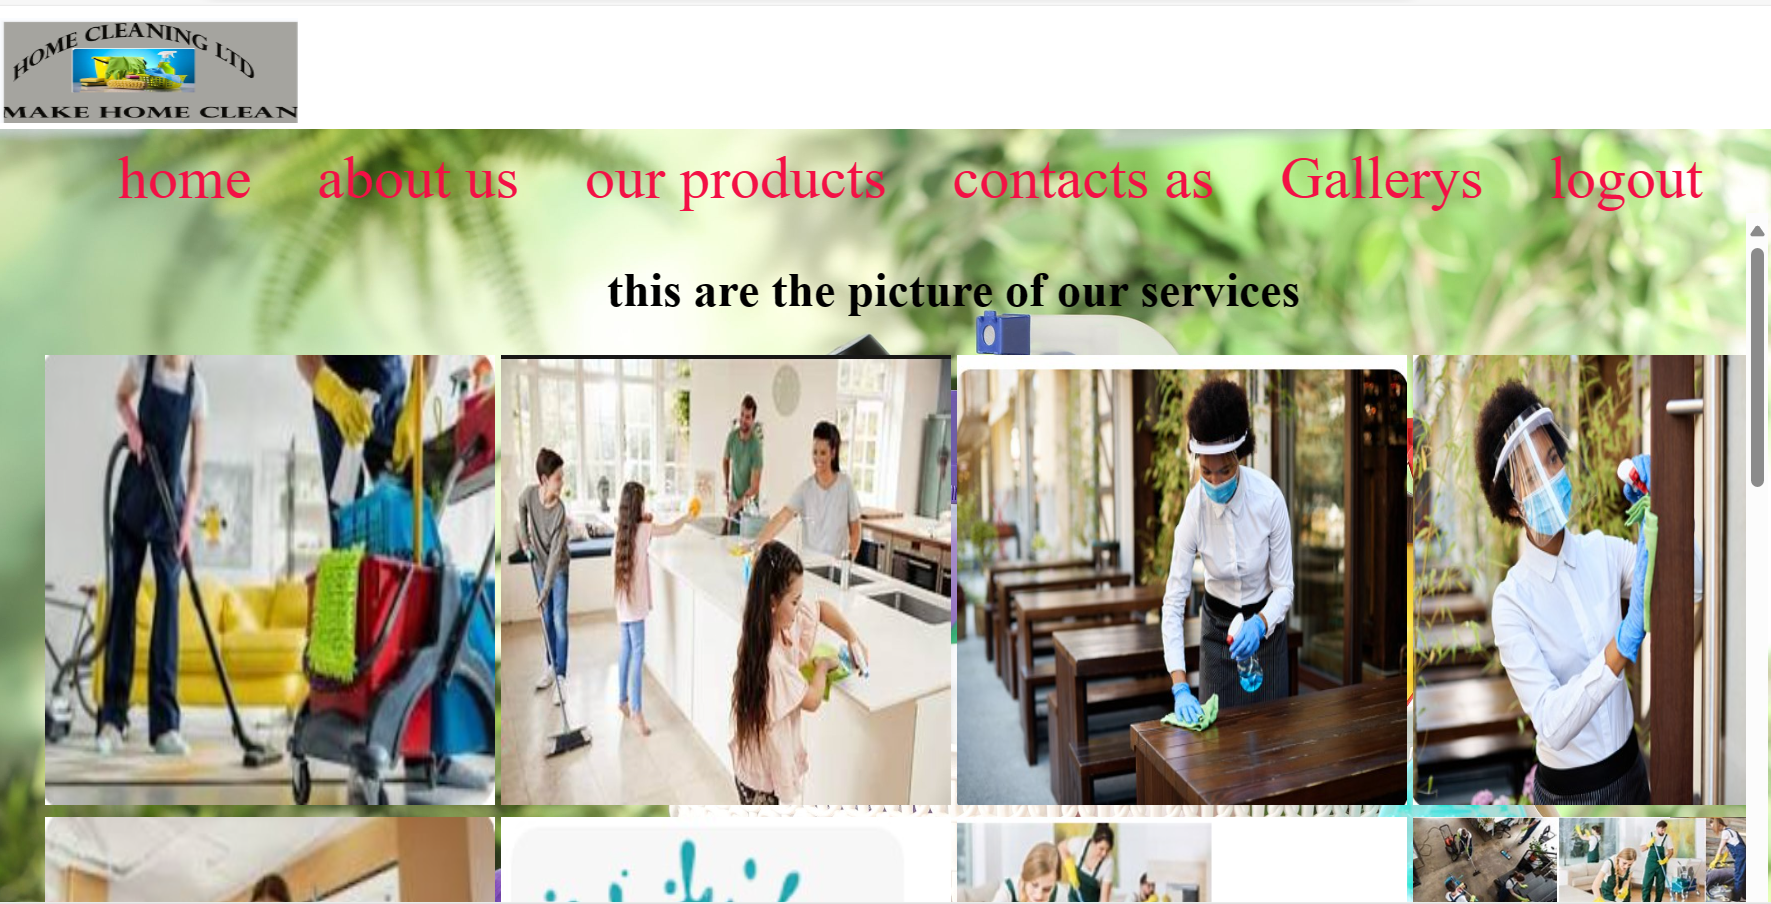 HOME CLEANING LTD
MAKE HOME CLEAN
home about us our products contacts as Gallerys logout
this are the picture of our services